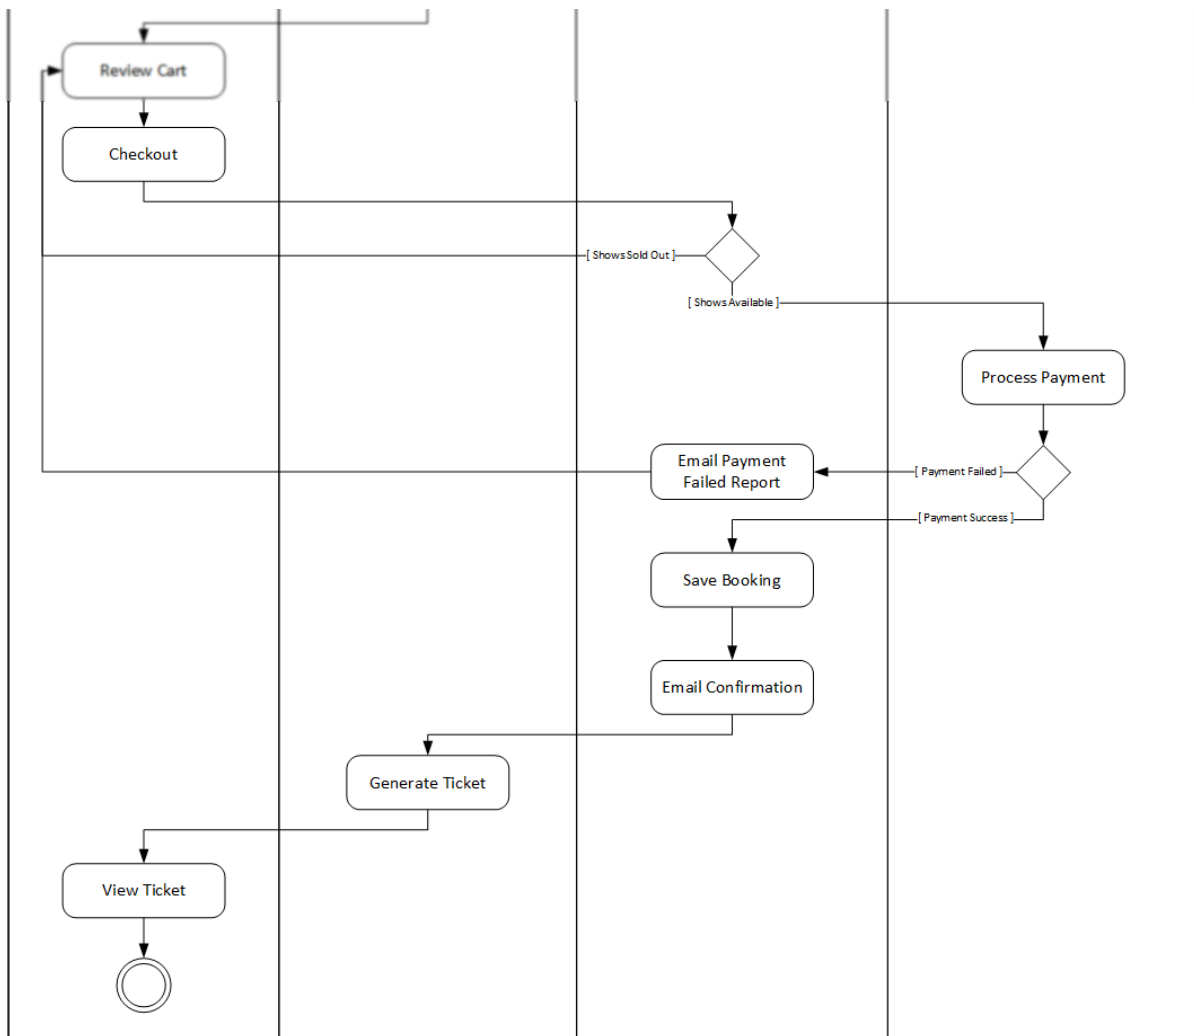 Review Cart
Checkout
[ Shows Sold Out ]
[ Shows Available ]
Process Payment
Email Payment
Failed Report
[ Payment Failed ]
[ Payment Success ]
Save Booking
Email Confirmation
Generate Ticket
View Ticket